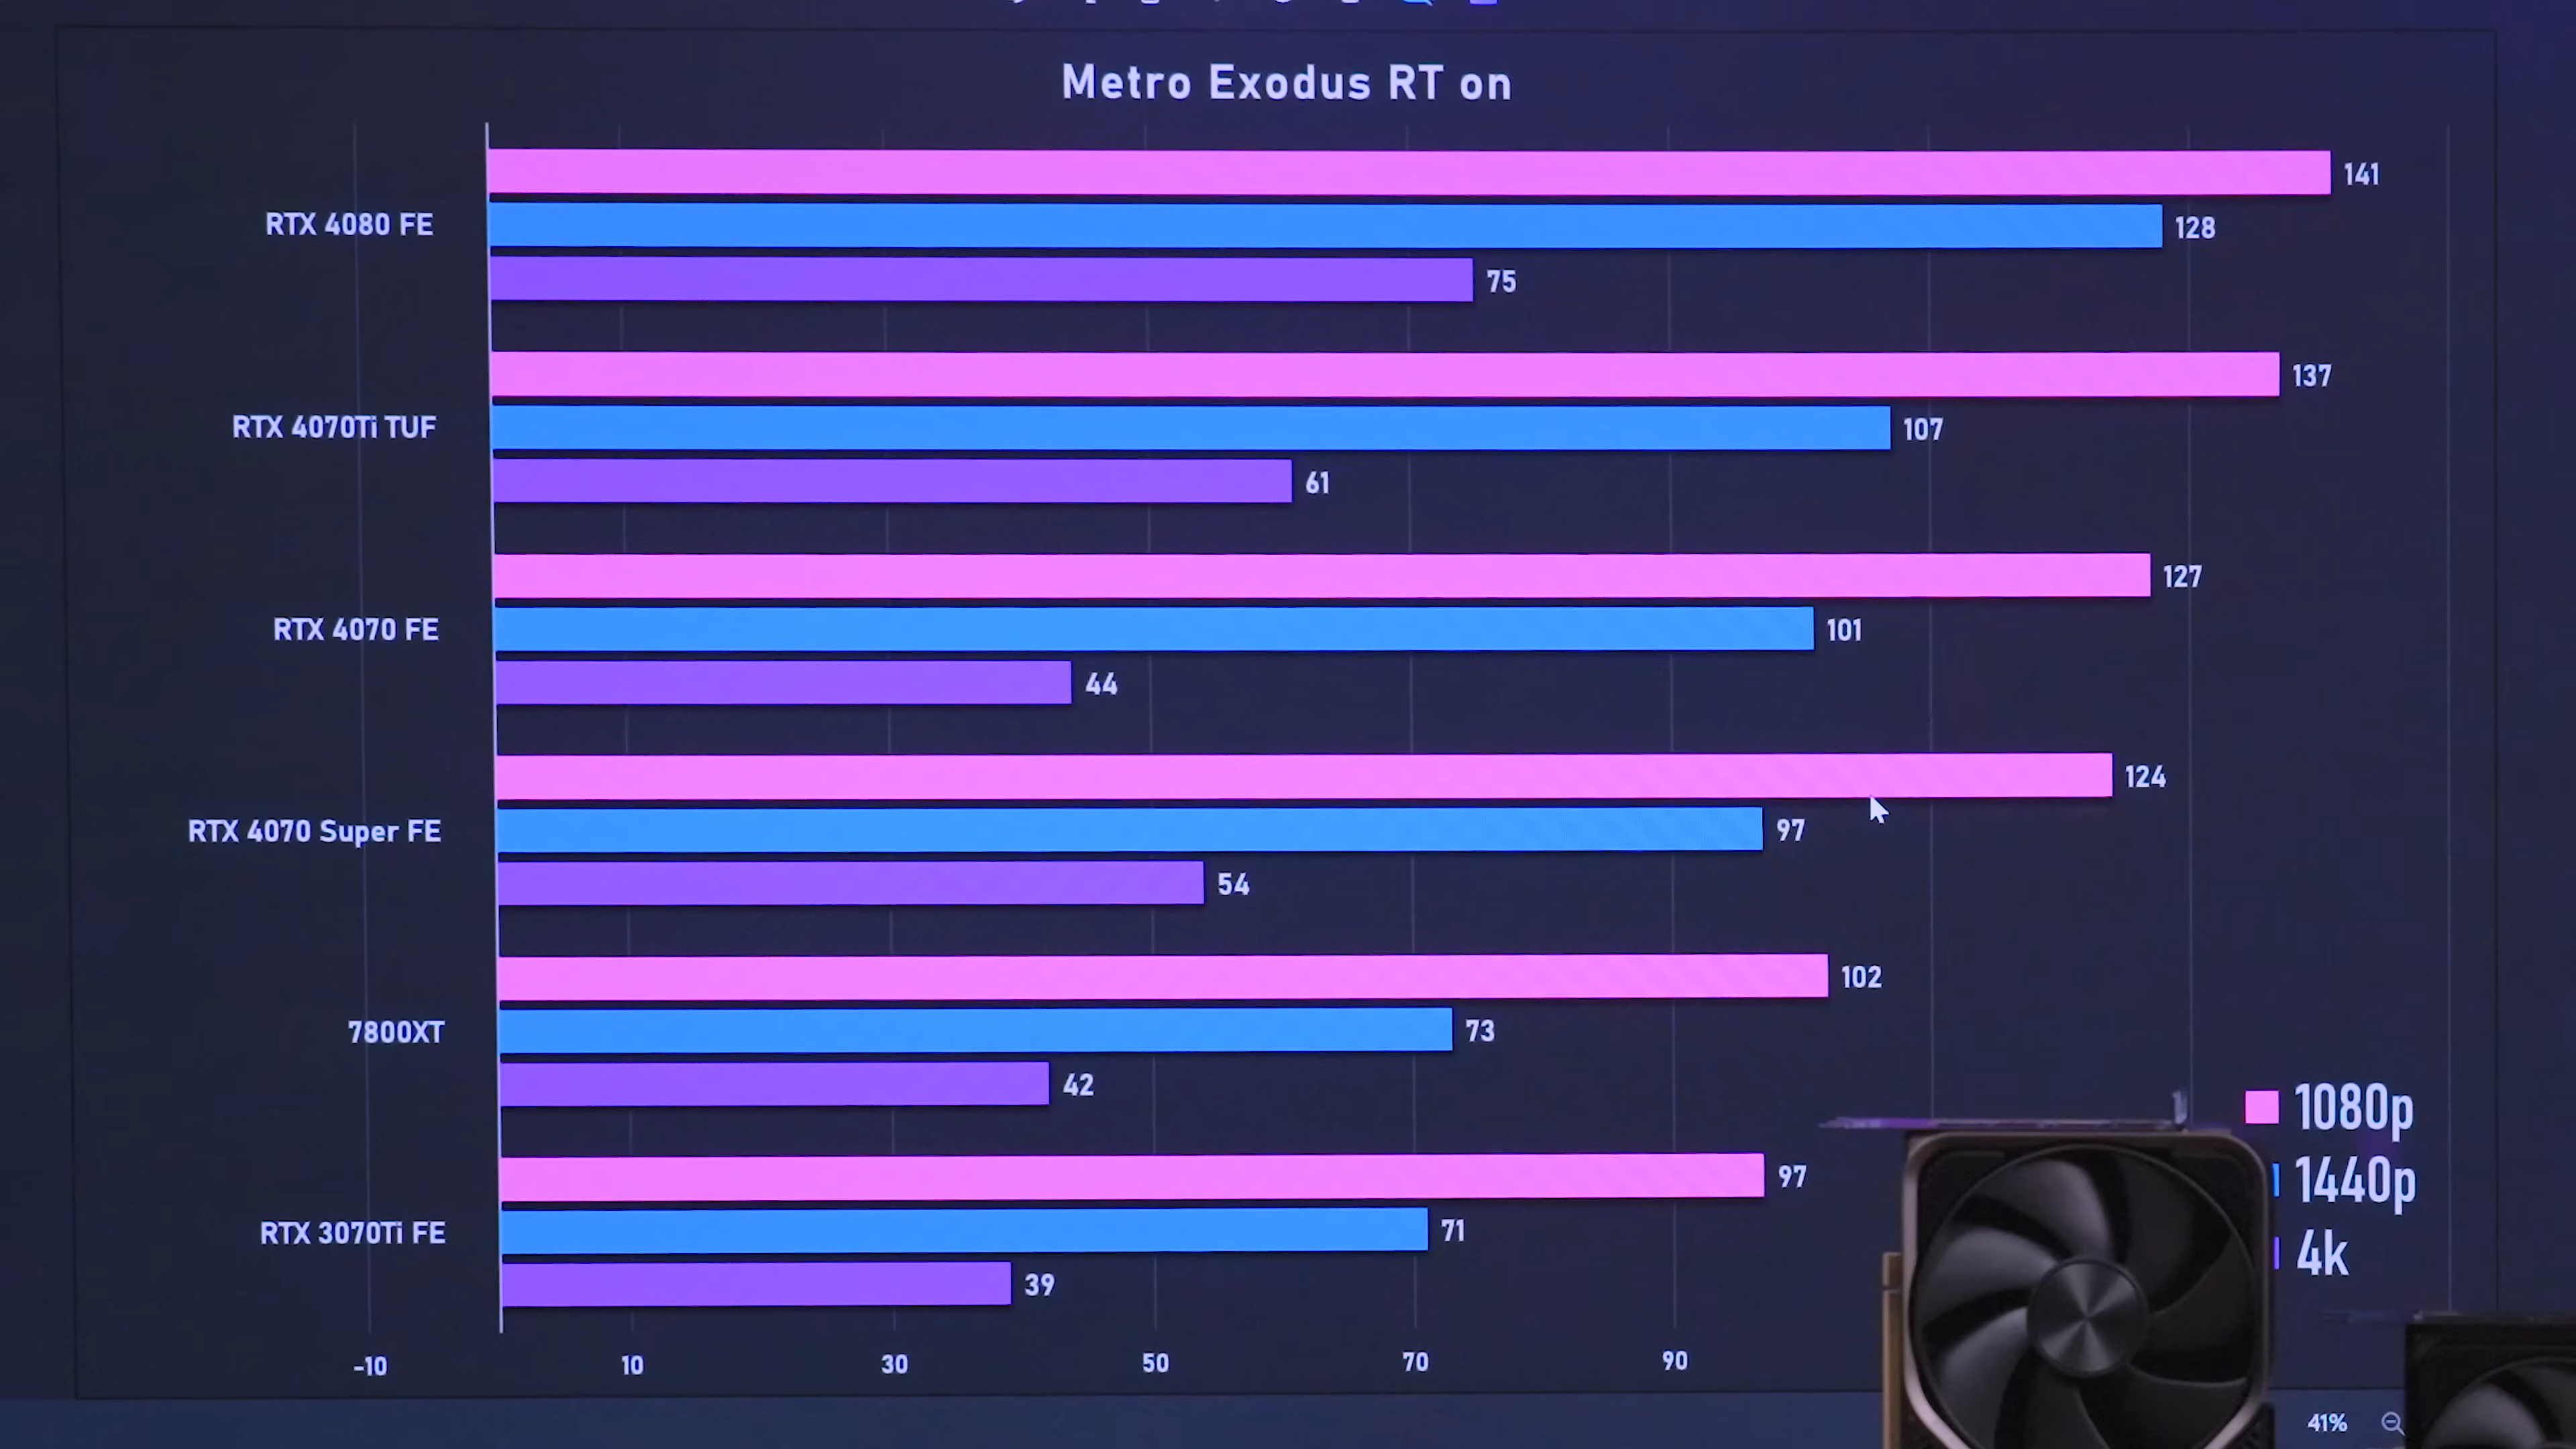 Metro Exodus RT on
RTX 4080 FE
141
128
75
RTX 4070Ti TUF
137
107
61
RTX 4070 FE
127
101
44
RTX 4070 Super FE
124
97
54
7800XT
102
73
42
RTX 3070Ti FE
97
71
39
1080p
1440p
4k
-10 10 30 50 70 90
41%